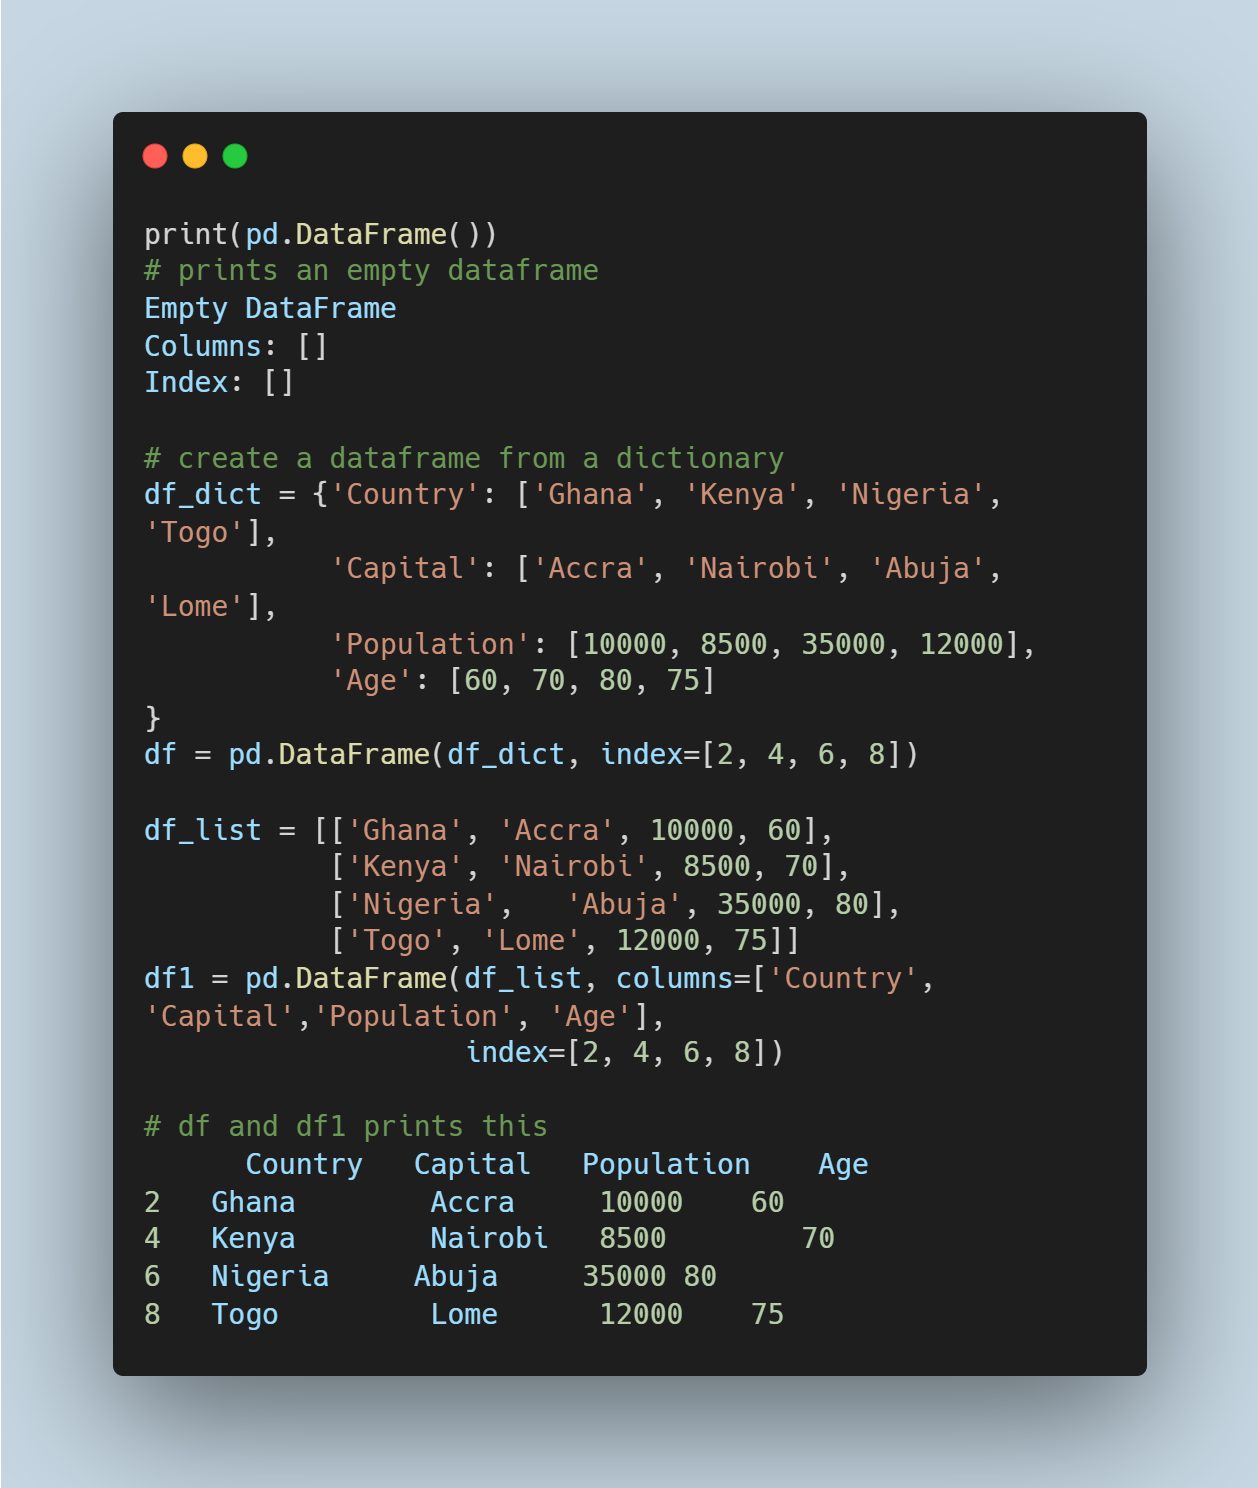 print(pd.DataFrame())
# prints an empty dataframe
Empty DataFrame
Columns: []
Index: []

# create a dataframe from a dictionary
df_dict = {'Country': ['Ghana', 'Kenya', 'Nigeria',
'Togo'],
           'Capital': ['Accra', 'Nairobi', 'Abuja',
'Lome'],
           'Population': [10000, 8500, 35000, 12000],
           'Age': [60, 70, 80, 75]
}
df = pd.DataFrame(df_dict, index=[2, 4, 6, 8])

df_list = [['Ghana', 'Accra', 10000, 60],
           ['Kenya', 'Nairobi', 8500, 70],
           ['Nigeria',   'Abuja', 35000, 80],
           ['Togo', 'Lome', 12000, 75]]
df1 = pd.DataFrame(df_list, columns=['Country',
'Capital','Population', 'Age'],
                   index=[2, 4, 6, 8])

# df and df1 prints this
      Country   Capital   Population    Age
2   Ghana        Accra     10000    60
4   Kenya        Nairobi   8500        70
6   Nigeria     Abuja     35000 80
8   Togo         Lome      12000    75